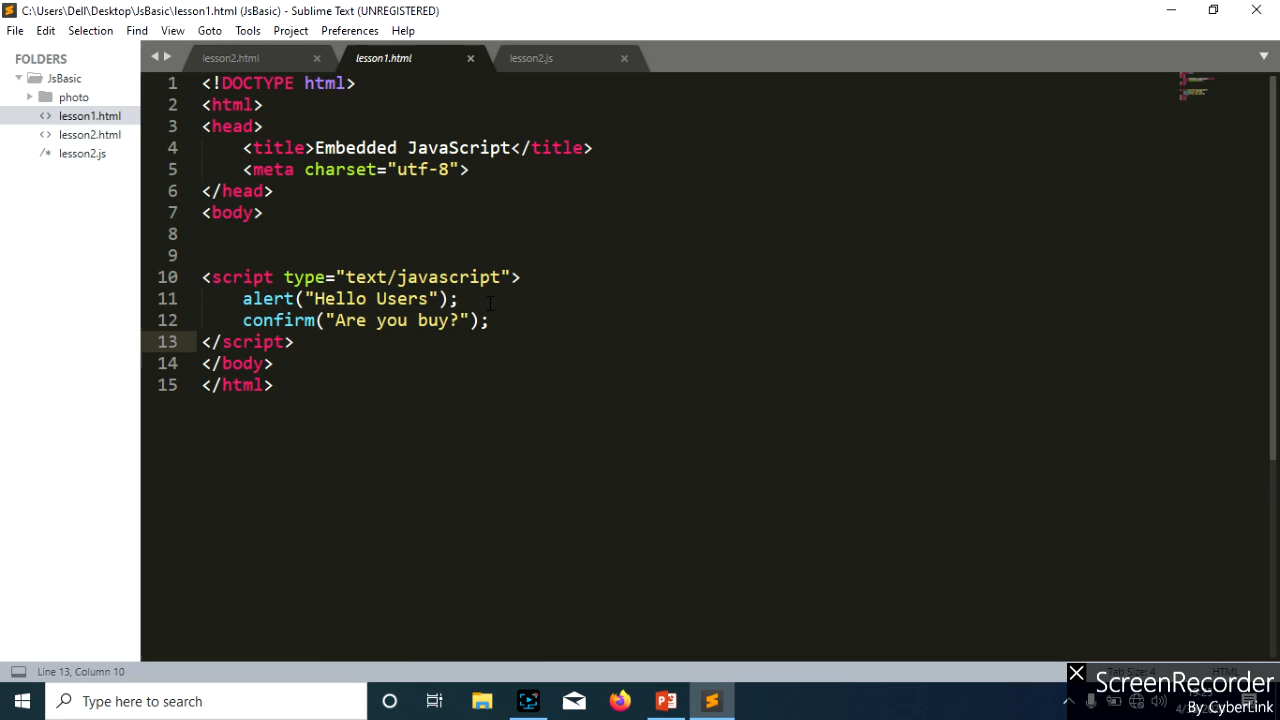 C:\Users\Dell\Desktop\JsBasic\lesson1.html (JsBasic) - Sublime Text (UNREGISTERED)
File Edit Selection Find View Goto Tools Project Preferences Help
FOLDERS
JsBasic
photo
lesson1.html
lesson2.html
/* lesson2.js
lesson2.html × lesson1.html × lesson2.js ×
1 <!DOCTYPE html>
2 <html>
3 <head>
4 <title>Embedded JavaScript</title>
5 <meta charset="utf-8">
6 </head>
7 <body>
8
9
10 <script type="text/javascript">
11 alert("Hello Users");
12 confirm("Are you buy?");
13 </script>
14 </body>
15 </html>
Line 13, Column 10
Tab Size: 4 HTML
Type here to search
ScreenRecorder
By CyberLink